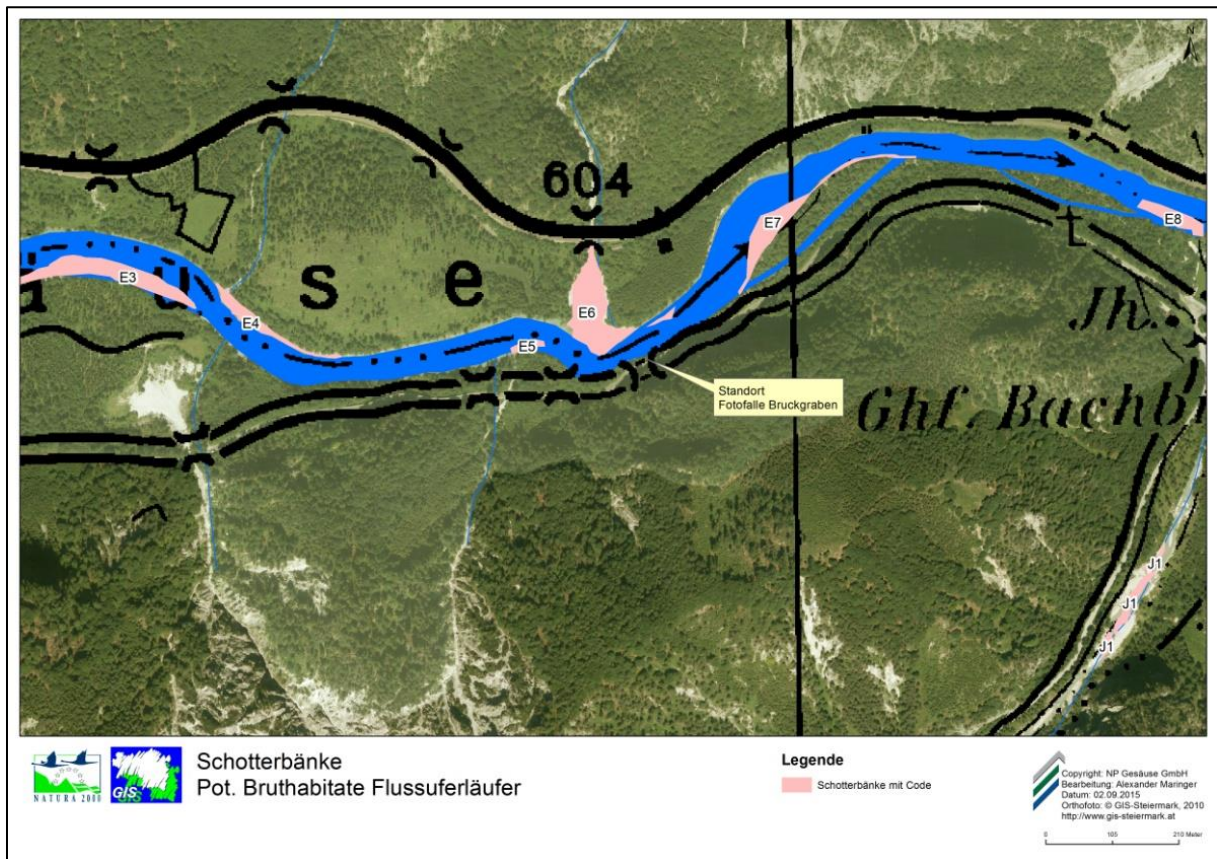 N
604
E7
E8
E3
a u s e
E4
E6
E5
Jh.
Standort
Fotofalle Bruckgraben
Ghf. Bachbr
J1
J1
J1
NATURA 2000
GIS
Schotterbänke
Pot. Bruthabitate Flussuferläufer
Legende
Schotterbänke mit Code
Copyright: NP Gesäuse GmbH
Bearbeitung: Alexander Maringer
Datum: 02.09.2015
Orthofoto: © GIS-Steiermark, 2010
http://www.gis-steiermark.at
0 105 210 Meter